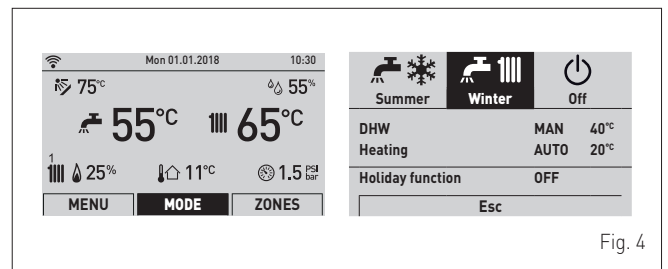 Mon 01.01.2018 10:30
75°C 55%
55°C 65°C
1
25% 11°C 1.5 PSI bar
MENU MODE ZONES
Summer Winter Off
DHW MAN 40°C
Heating AUTO 20°C
Holiday function OFF
Esc
Fig. 4